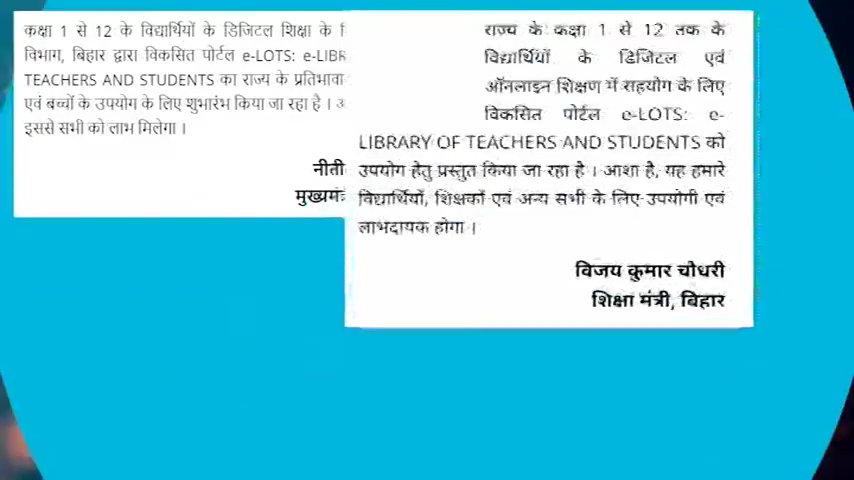 कक्षा 1 से 12 के विद्यार्थियों के डिजिटल शिक्षा के
विभाग, बिहार द्वारा विकसित पोर्टल e-LOTS: e-LIBR
TEACHERS AND STUDENTS का राज्य के प्रतिभावा
एवं बच्चों के उपयोग के लिए शुभारंभ किया जा रहा है ।
इससे सभी को लाभ मिलेगा ।
नीती
मुख्यमं
राज्य के कक्षा 1 से 12 तक के
विद्यार्थियों के डिजिटल एवं
ऑनलाइन शिक्षण में सहयोग के लिए
विकसित पोर्टल e-LOTS: e-
LIBRARY OF TEACHERS AND STUDENTS को
उपयोग हेतु प्रस्तुत किया जा रहा है । आशा है, यह हमारे
विद्यार्थियों, शिक्षकों एवं अन्य सभी के लिए उपयोगी एवं
लाभदायक होगा ।
विजय कुमार चौधरी
शिक्षा मंत्री, बिहार